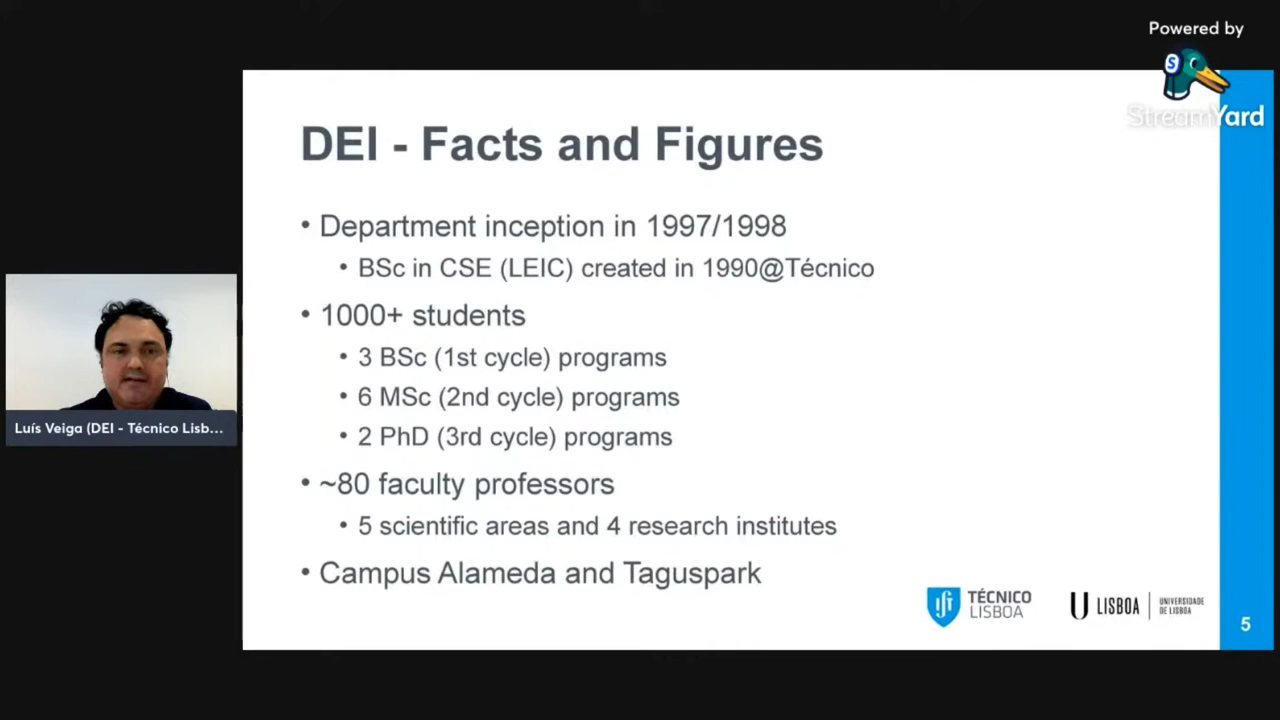 Powered by
StreamYard
DEI - Facts and Figures
• Department inception in 1997/1998
• BSc in CSE (LEIC) created in 1990@Técnico
• 1000+ students
• 3 BSc (1st cycle) programs
• 6 MSc (2nd cycle) programs
• 2 PhD (3rd cycle) programs
• ~80 faculty professors
• 5 scientific areas and 4 research institutes
• Campus Alameda and Taguspark
Luís Veiga (DEI - Técnico Lisb...
TÉCNICO
LISBOA
U LISBOA
UNIVERSIDADE
DE LISBOA
5